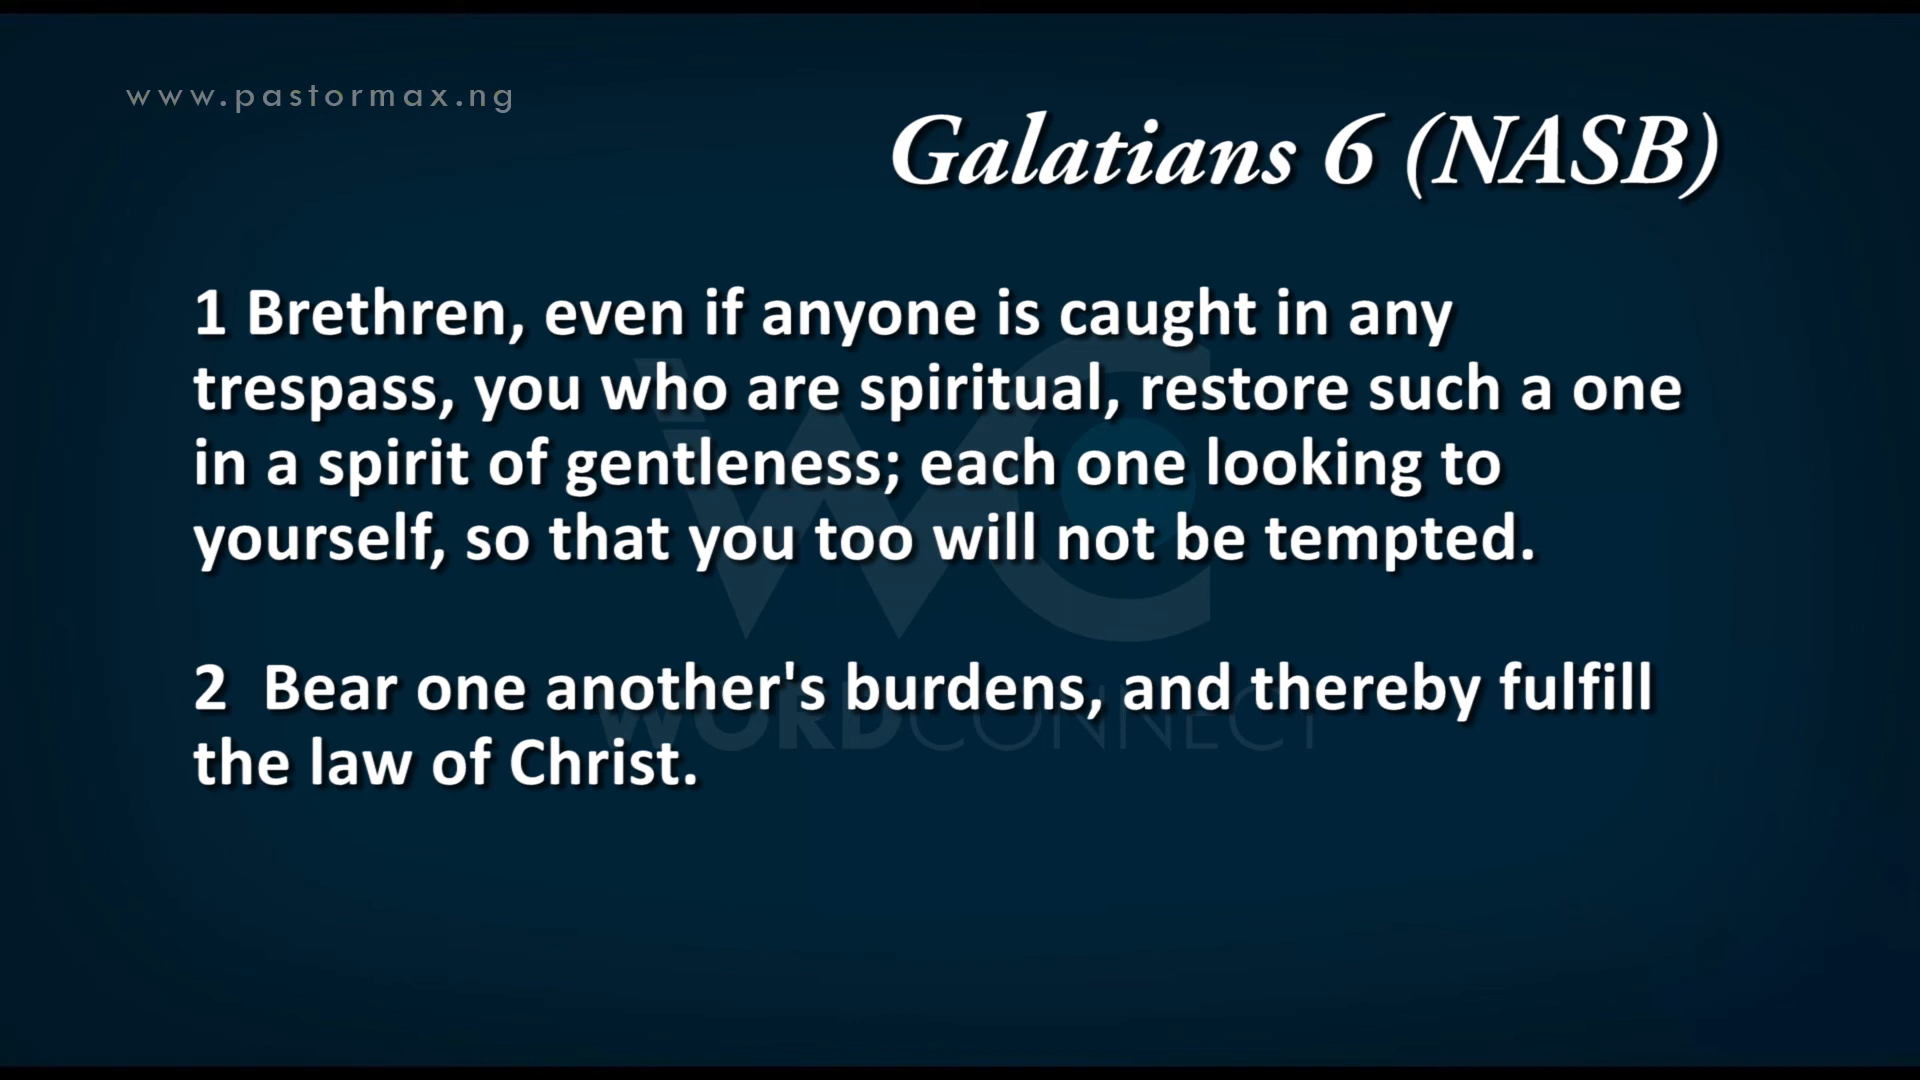 www.pastormax.ng
Galatians 6 (NASB)
1 Brethren, even if anyone is caught in any
trespass, you who are spiritual, restore such a one
in a spirit of gentleness; each one looking to
yourself, so that you too will not be tempted.
2  Bear one another's burdens, and thereby fulfill
the law of Christ.
WC
WORDCONNECT